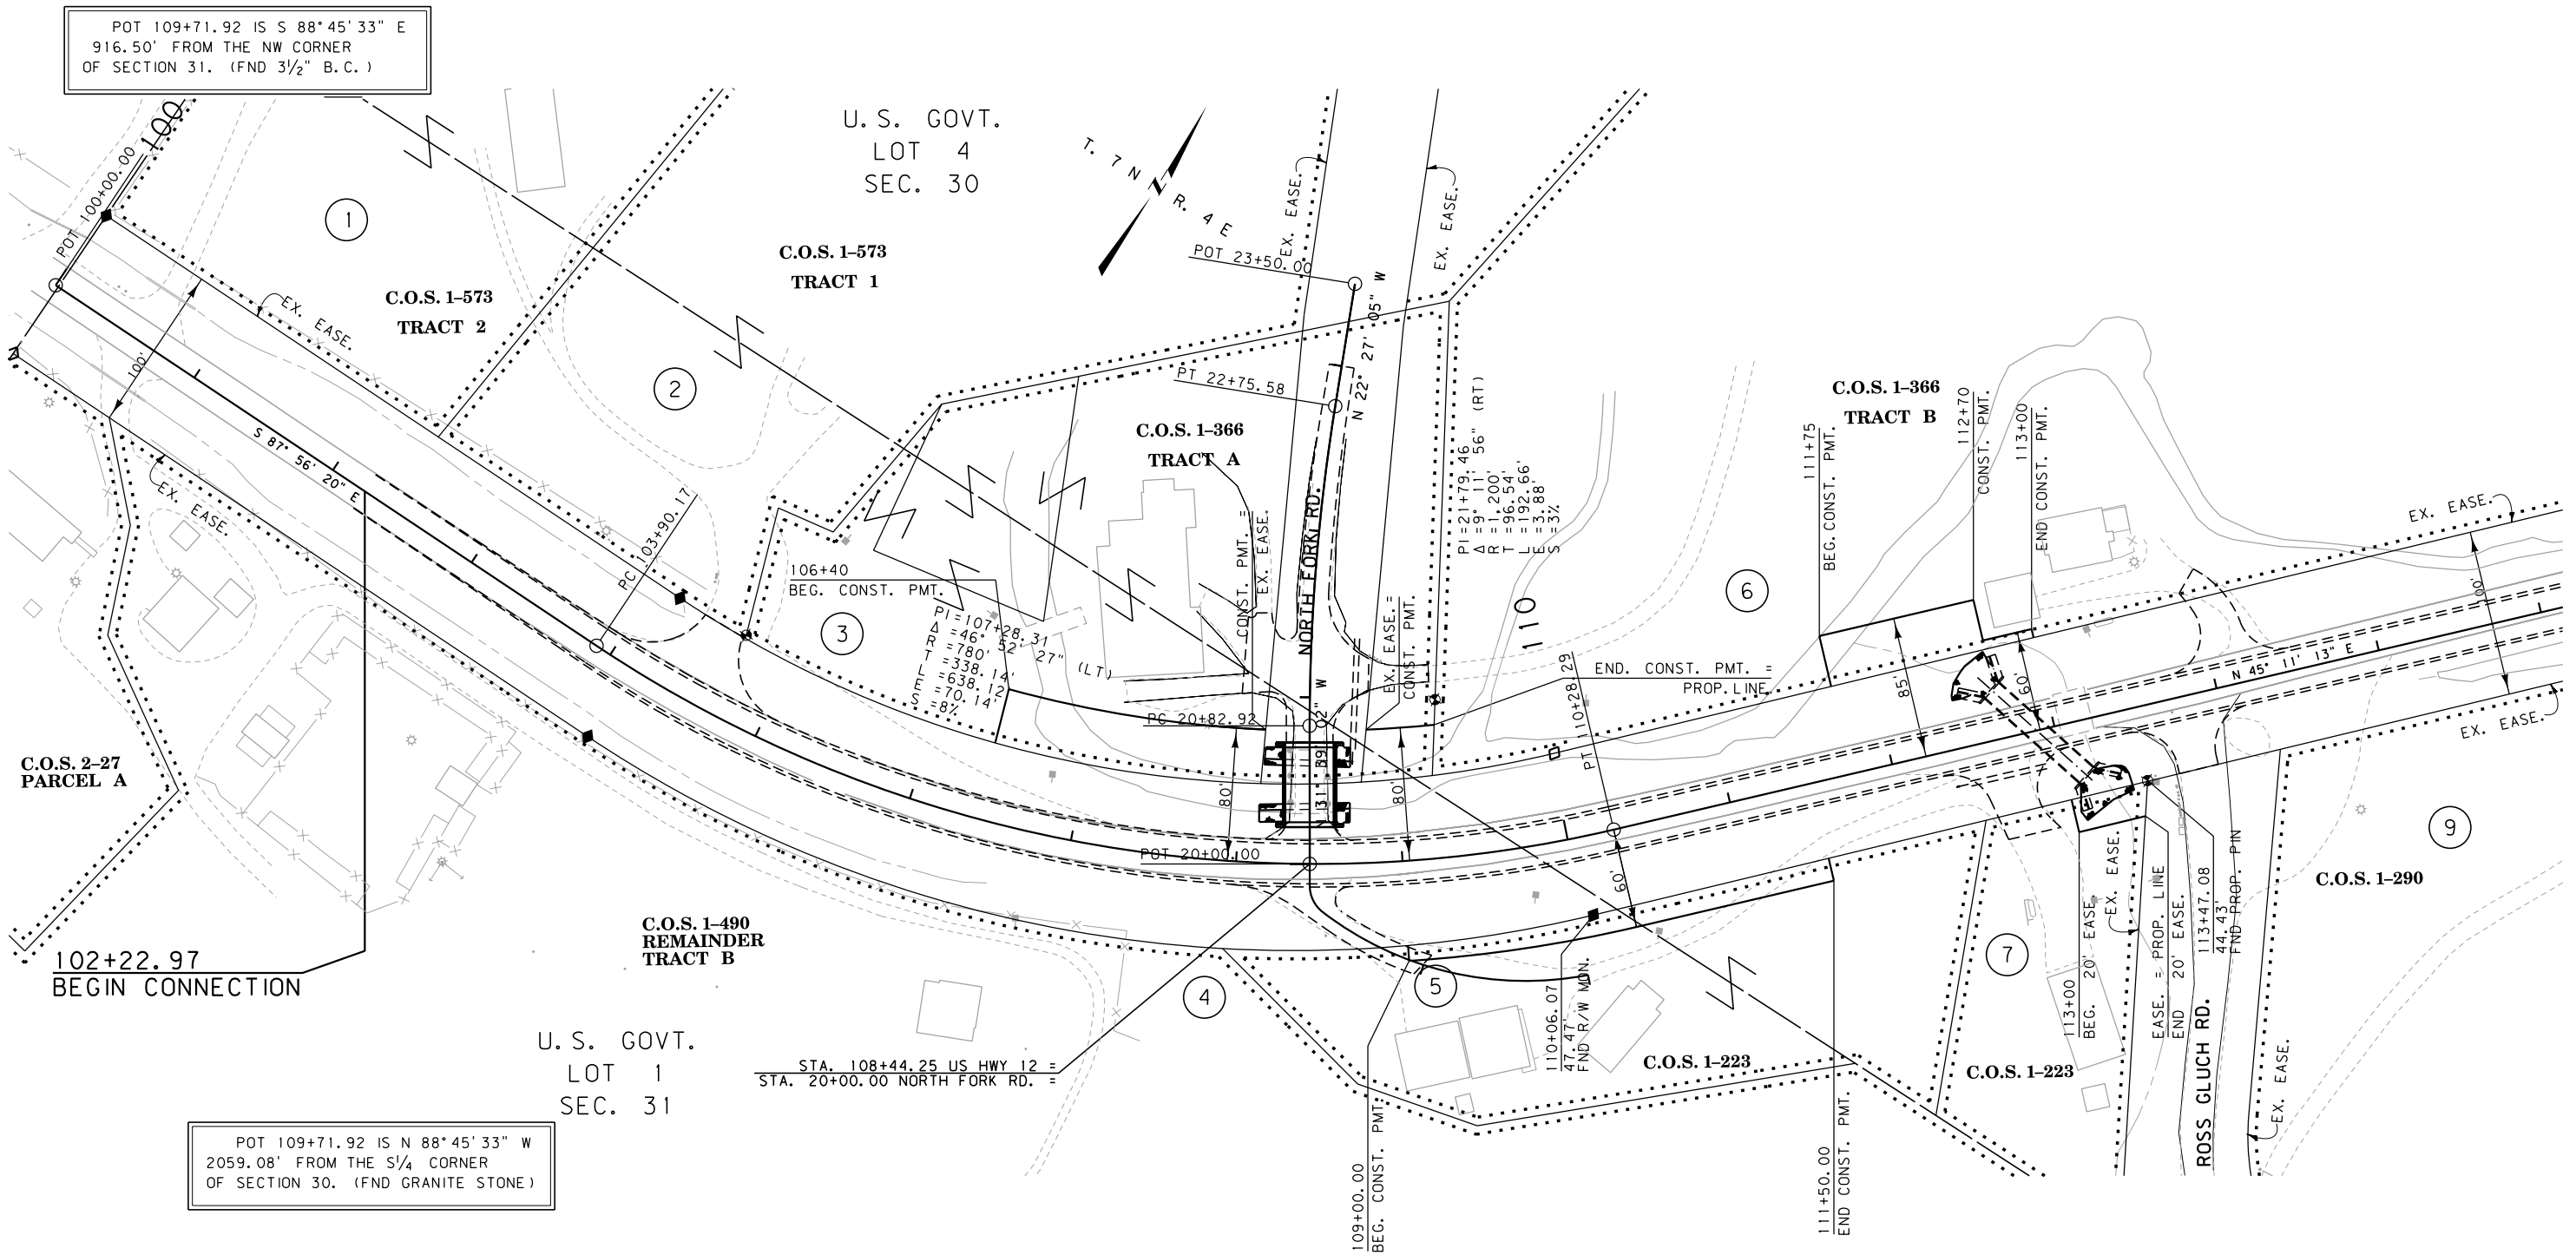 POT 109+71.92 IS S 88°45'33" E
916.50' FROM THE NW CORNER
OF SECTION 31. (FND 3½" B.C.)
100
POT 100+00.00
1
C.O.S. 1–573
TRACT 2
EX. EASE.
100'
S 87° 56' 20" E
EX. EASE.
2
C.O.S. 1–573
TRACT 1
U.S. GOVT.
LOT 4
SEC. 30
T. 7 N
R. 4 E
N
EX. EASE.
EX. EASE.
POT 23+50.00
PT 22+75.58
N 22° 27' 05" W
PI =21+79.46
Δ =9° 11' 56" (RT)
R =1,200'
T =96.54'
L =192.66'
E =3.88'
S =3%
C.O.S. 1–366
TRACT A
CONST. PMT. =
EX. EASE.
NORTH FORK RD.
EX. EASE.=
CONST. PMT.
PC 103+90.17
106+40
BEG. CONST. PMT.
3
PI=107+28.31
Δ =46° 52' 27" (LT)
R =780'
T =338.14'
L =638.12'
E =70.14'
S =8%
PC 20+82.92
31° 39' 02" W
80'
80'
POT 20+00.00
110
6
END. CONST. PMT. =
PROP.LINE
PT 110+28.29
60'
C.O.S. 1–366
TRACT B
111+75
BEG.CONST. PMT.
112+70
CONST. PMT.
113+00
END CONST. PMT.
85'
60'
EX. EASE.
N 45° 11' 13" E
EX. EASE.
9
C.O.S. 1–290
C.O.S. 2–27
PARCEL A
102+22.97
BEGIN CONNECTION
C.O.S. 1–490
REMAINDER
TRACT B
4
5
7
STA. 108+44.25 US HWY 12 =
STA. 20+00.00 NORTH FORK RD. =
110+06.07
47.47'
FND R/W MON.
C.O.S. 1–223
C.O.S. 1–223
113+00
BEG. 20' EASE.
EX. EASE.
EASE. = PROP. LINE
END 20' EASE.
113+47.08
44.43'
FND PROP. PIN
ROSS GLUCH RD.
EX. EASE.
109+00.00
BEG. CONST. PMT.
111+50.00
END CONST. PMT.
U.S. GOVT.
LOT 1
SEC. 31
POT 109+71.92 IS N 88°45'33" W
2059.08' FROM THE S¼ CORNER
OF SECTION 30. (FND GRANITE STONE)